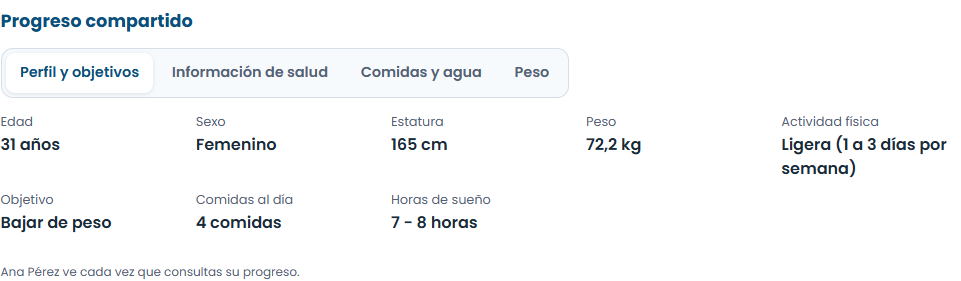 Progreso compartido
Perfil y objetivos Información de salud Comidas y agua Peso
Edad Sexo Estatura Peso Actividad física
31 años Femenino 165 cm 72,2 kg Ligera (1 a 3 días por
semana)
Objetivo Comidas al día Horas de sueño
Bajar de peso 4 comidas 7 - 8 horas
Ana Pérez ve cada vez que consultas su progreso.